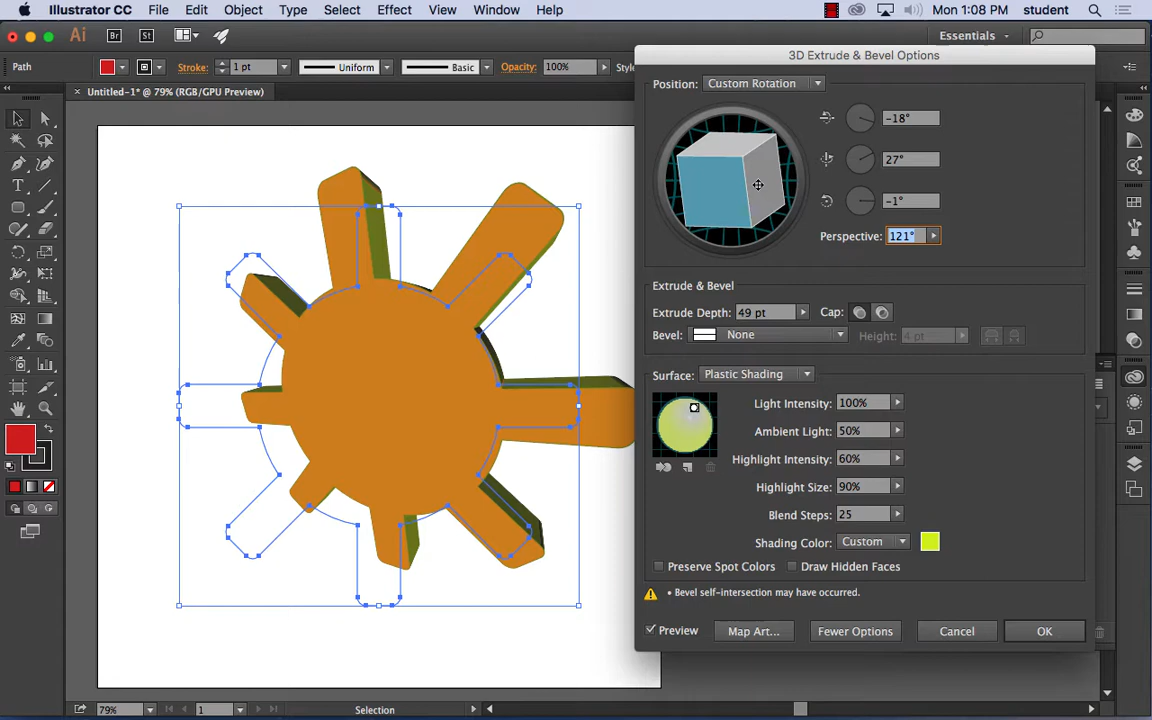 Illustrator CC File Edit Object Type Select Effect View Window Help Mon 1:08 PM student
Ai Br St Essentials
Path Stroke: 1 pt Uniform Basic Opacity: 100% Style
× Untitled-1* @ 79% (RGB/GPU Preview)
3D Extrude & Bevel Options
Position: Custom Rotation
-18°
27°
-1°
Perspective: 121°
Extrude & Bevel
Extrude Depth: 49 pt Cap:
Bevel: None Height: 4 pt
Surface: Plastic Shading
Light Intensity: 100%
Ambient Light: 50%
Highlight Intensity: 60%
Highlight Size: 90%
Blend Steps: 25
Shading Color: Custom
Preserve Spot Colors Draw Hidden Faces
• Bevel self-intersection may have occurred.
Preview Map Art... Fewer Options Cancel OK
79% 1 Selection